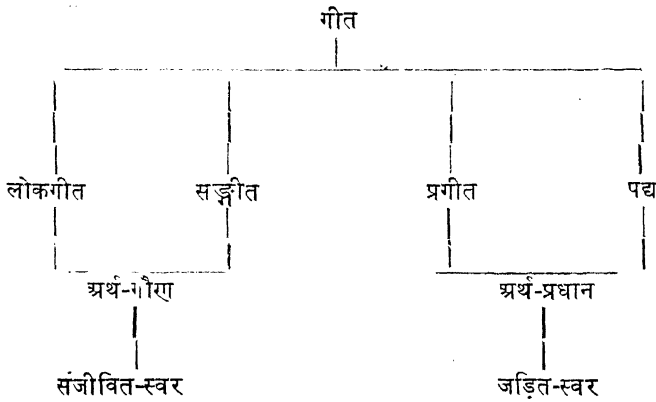 गीत
लोकगीत सङ्गीत प्रगीत पद्य
अर्थ-गौण अर्थ-प्रधान
संजीवित-स्वर जड़ित-स्वर